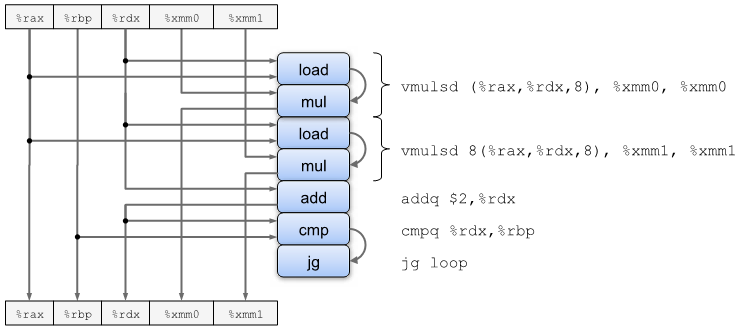 %rax %rbp %rdx %xmm0 %xmm1
load
mul
vmulsd (%rax,%rdx,8), %xmm0, %xmm0
load
mul
vmulsd 8(%rax,%rdx,8), %xmm1, %xmm1
add addq $2,%rdx
cmp cmpq %rdx,%rbp
jg jg loop
%rax %rbp %rdx %xmm0 %xmm1